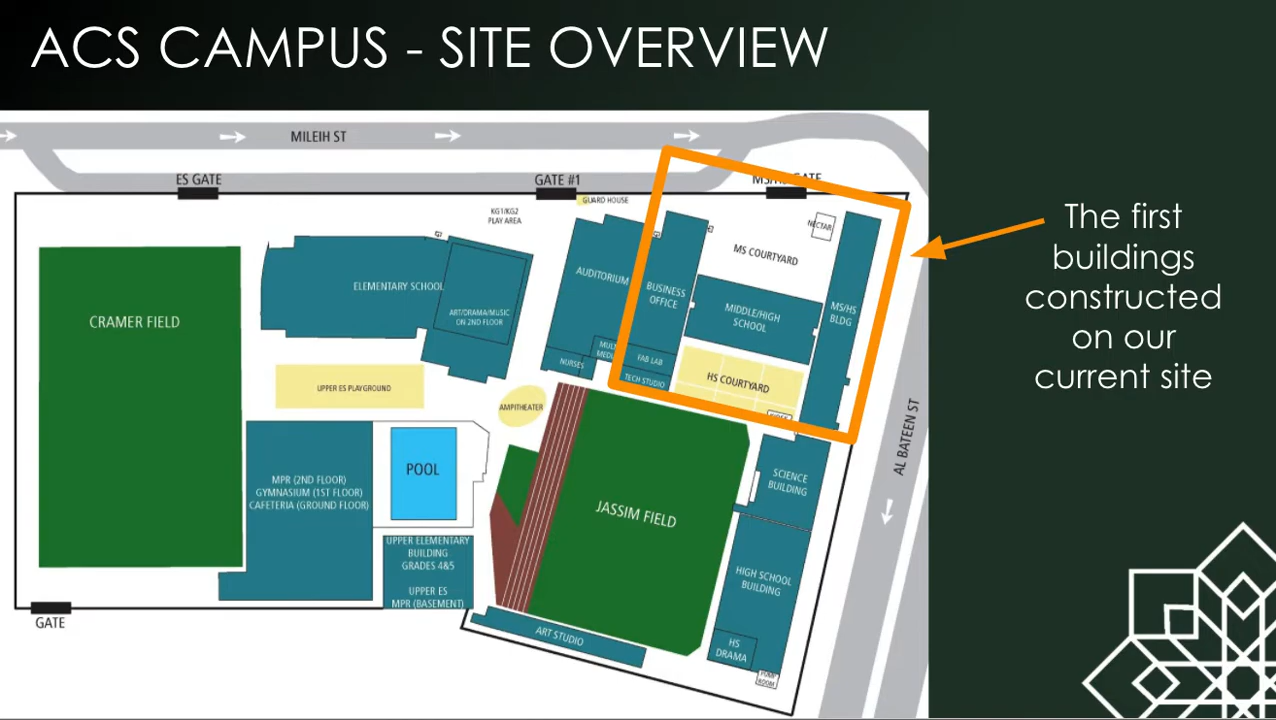 ACS CAMPUS - SITE OVERVIEW
MILEIH ST
ES GATE
GATE #1
GATE
GUARD HOUSE
KG1/KG2
PLAY AREA
NECTAR
MS COURTYARD
CRAMER FIELD
ELEMENTARY SCHOOL
ART/DRAMA/MUSIC
ON 2ND FLOOR
AUDITORIUM
BUSINESS
OFFICE
MIDDLE/HIGH
SCHOOL
MS/HS
BLDG
NURSES
FAB LAB
TECH STUDIO
HS COURTYARD
UPPER ES PLAYGROUND
AMPITHEATER
AL BATEEN ST
POOL
MPR (2ND FLOOR)
GYMNASIUM (1ST FLOOR)
CAFETERIA (GROUND FLOOR)
SCIENCE
BUILDING
JASSIM FIELD
UPPER ELEMENTARY
BUILDING
GRADES 4&5
UPPER ES
MPR (BASEMENT)
HIGH SCHOOL
BUILDING
GATE
ART STUDIO
HS
DRAMA
PUMP
ROOM
The first
buildings
constructed
on our
current site